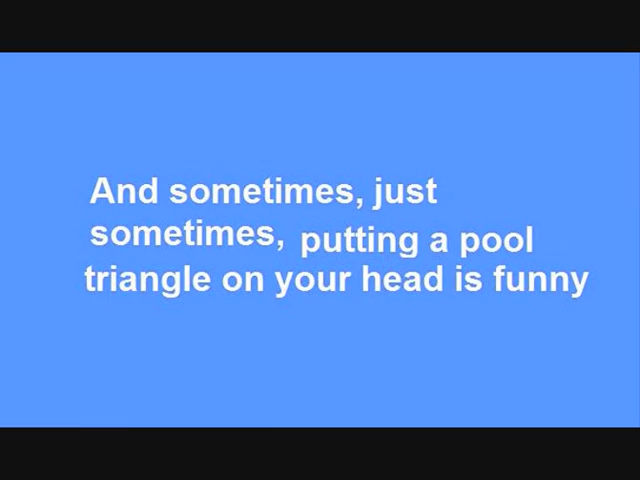 And sometimes, just
sometimes, putting a pool
triangle on your head is funny